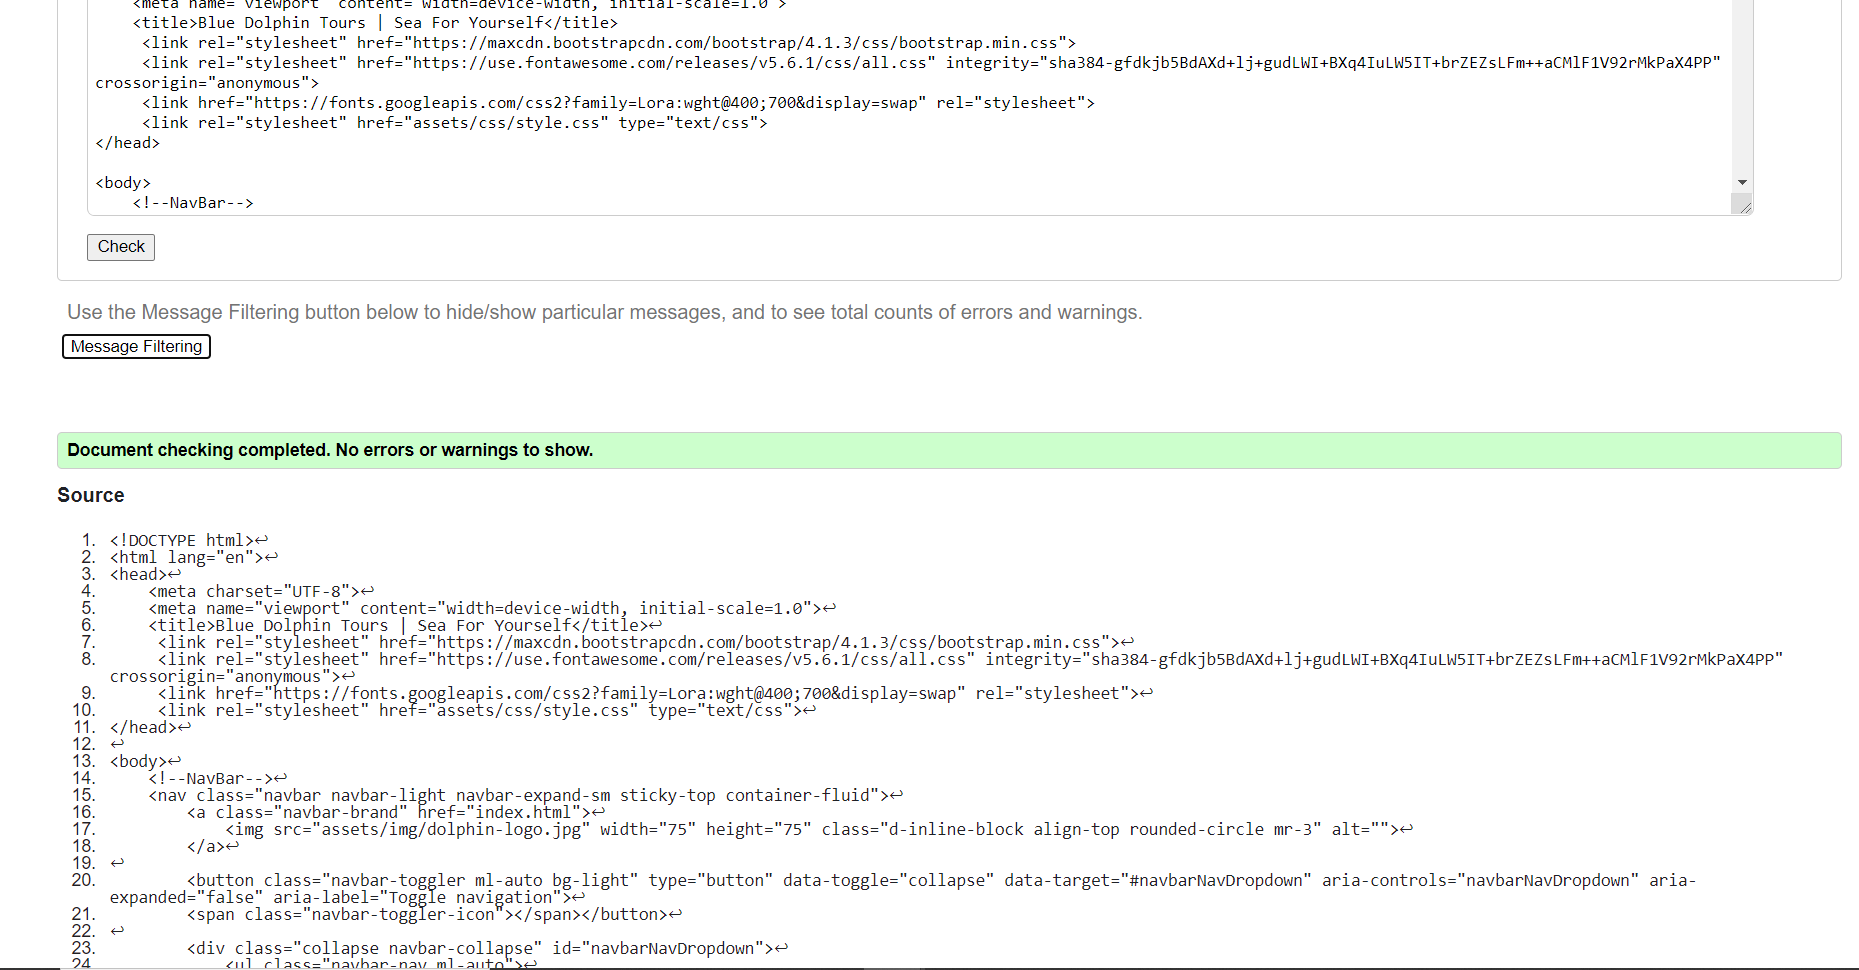 <meta name="viewport" content="width=device-width, initial-scale=1.0">
<title>Blue Dolphin Tours | Sea For Yourself</title>
<link rel="stylesheet" href="https://maxcdn.bootstrapcdn.com/bootstrap/4.1.3/css/bootstrap.min.css">
<link rel="stylesheet" href="https://use.fontawesome.com/releases/v5.6.1/css/all.css" integrity="sha384-gfdkjb5BdAXd+lj+gudLWI+BXq4IuLW5IT+brZEZsLFm++aCMlF1V92rMkPaX4PP"
crossorigin="anonymous">
<link href="https://fonts.googleapis.com/css2?family=Lora:wght@400;700&display=swap" rel="stylesheet">
<link rel="stylesheet" href="assets/css/style.css" type="text/css">
</head>
<body>
<!--NavBar-->
Check
Use the Message Filtering button below to hide/show particular messages, and to see total counts of errors and warnings.
Message Filtering
Document checking completed. No errors or warnings to show.
Source
1. <!DOCTYPE html>↩
2. <html lang="en">↩
3. <head>↩
4. <meta charset="UTF-8">↩
5. <meta name="viewport" content="width=device-width, initial-scale=1.0">↩
6. <title>Blue Dolphin Tours | Sea For Yourself</title>↩
7. <link rel="stylesheet" href="https://maxcdn.bootstrapcdn.com/bootstrap/4.1.3/css/bootstrap.min.css">↩
8. <link rel="stylesheet" href="https://use.fontawesome.com/releases/v5.6.1/css/all.css" integrity="sha384-gfdkjb5BdAXd+lj+gudLWI+BXq4IuLW5IT+brZEZsLFm++aCMlF1V92rMkPaX4PP"
crossorigin="anonymous">↩
9. <link href="https://fonts.googleapis.com/css2?family=Lora:wght@400;700&display=swap" rel="stylesheet">↩
10. <link rel="stylesheet" href="assets/css/style.css" type="text/css">↩
11. </head>↩
12. ↩
13. <body>↩
14. <!--NavBar-->↩
15. <nav class="navbar navbar-light navbar-expand-sm sticky-top container-fluid">↩
16. <a class="navbar-brand" href="index.html">↩
17. <img src="assets/img/dolphin-logo.jpg" width="75" height="75" class="d-inline-block align-top rounded-circle mr-3" alt="">↩
18. </a>↩
19. ↩
20. <button class="navbar-toggler ml-auto bg-light" type="button" data-toggle="collapse" data-target="#navbarNavDropdown" aria-controls="navbarNavDropdown" aria-
expanded="false" aria-label="Toggle navigation">↩
21. <span class="navbar-toggler-icon"></span></button>↩
22. ↩
23. <div class="collapse navbar-collapse" id="navbarNavDropdown">↩
24. <ul class="navbar-nav ml-auto">↩